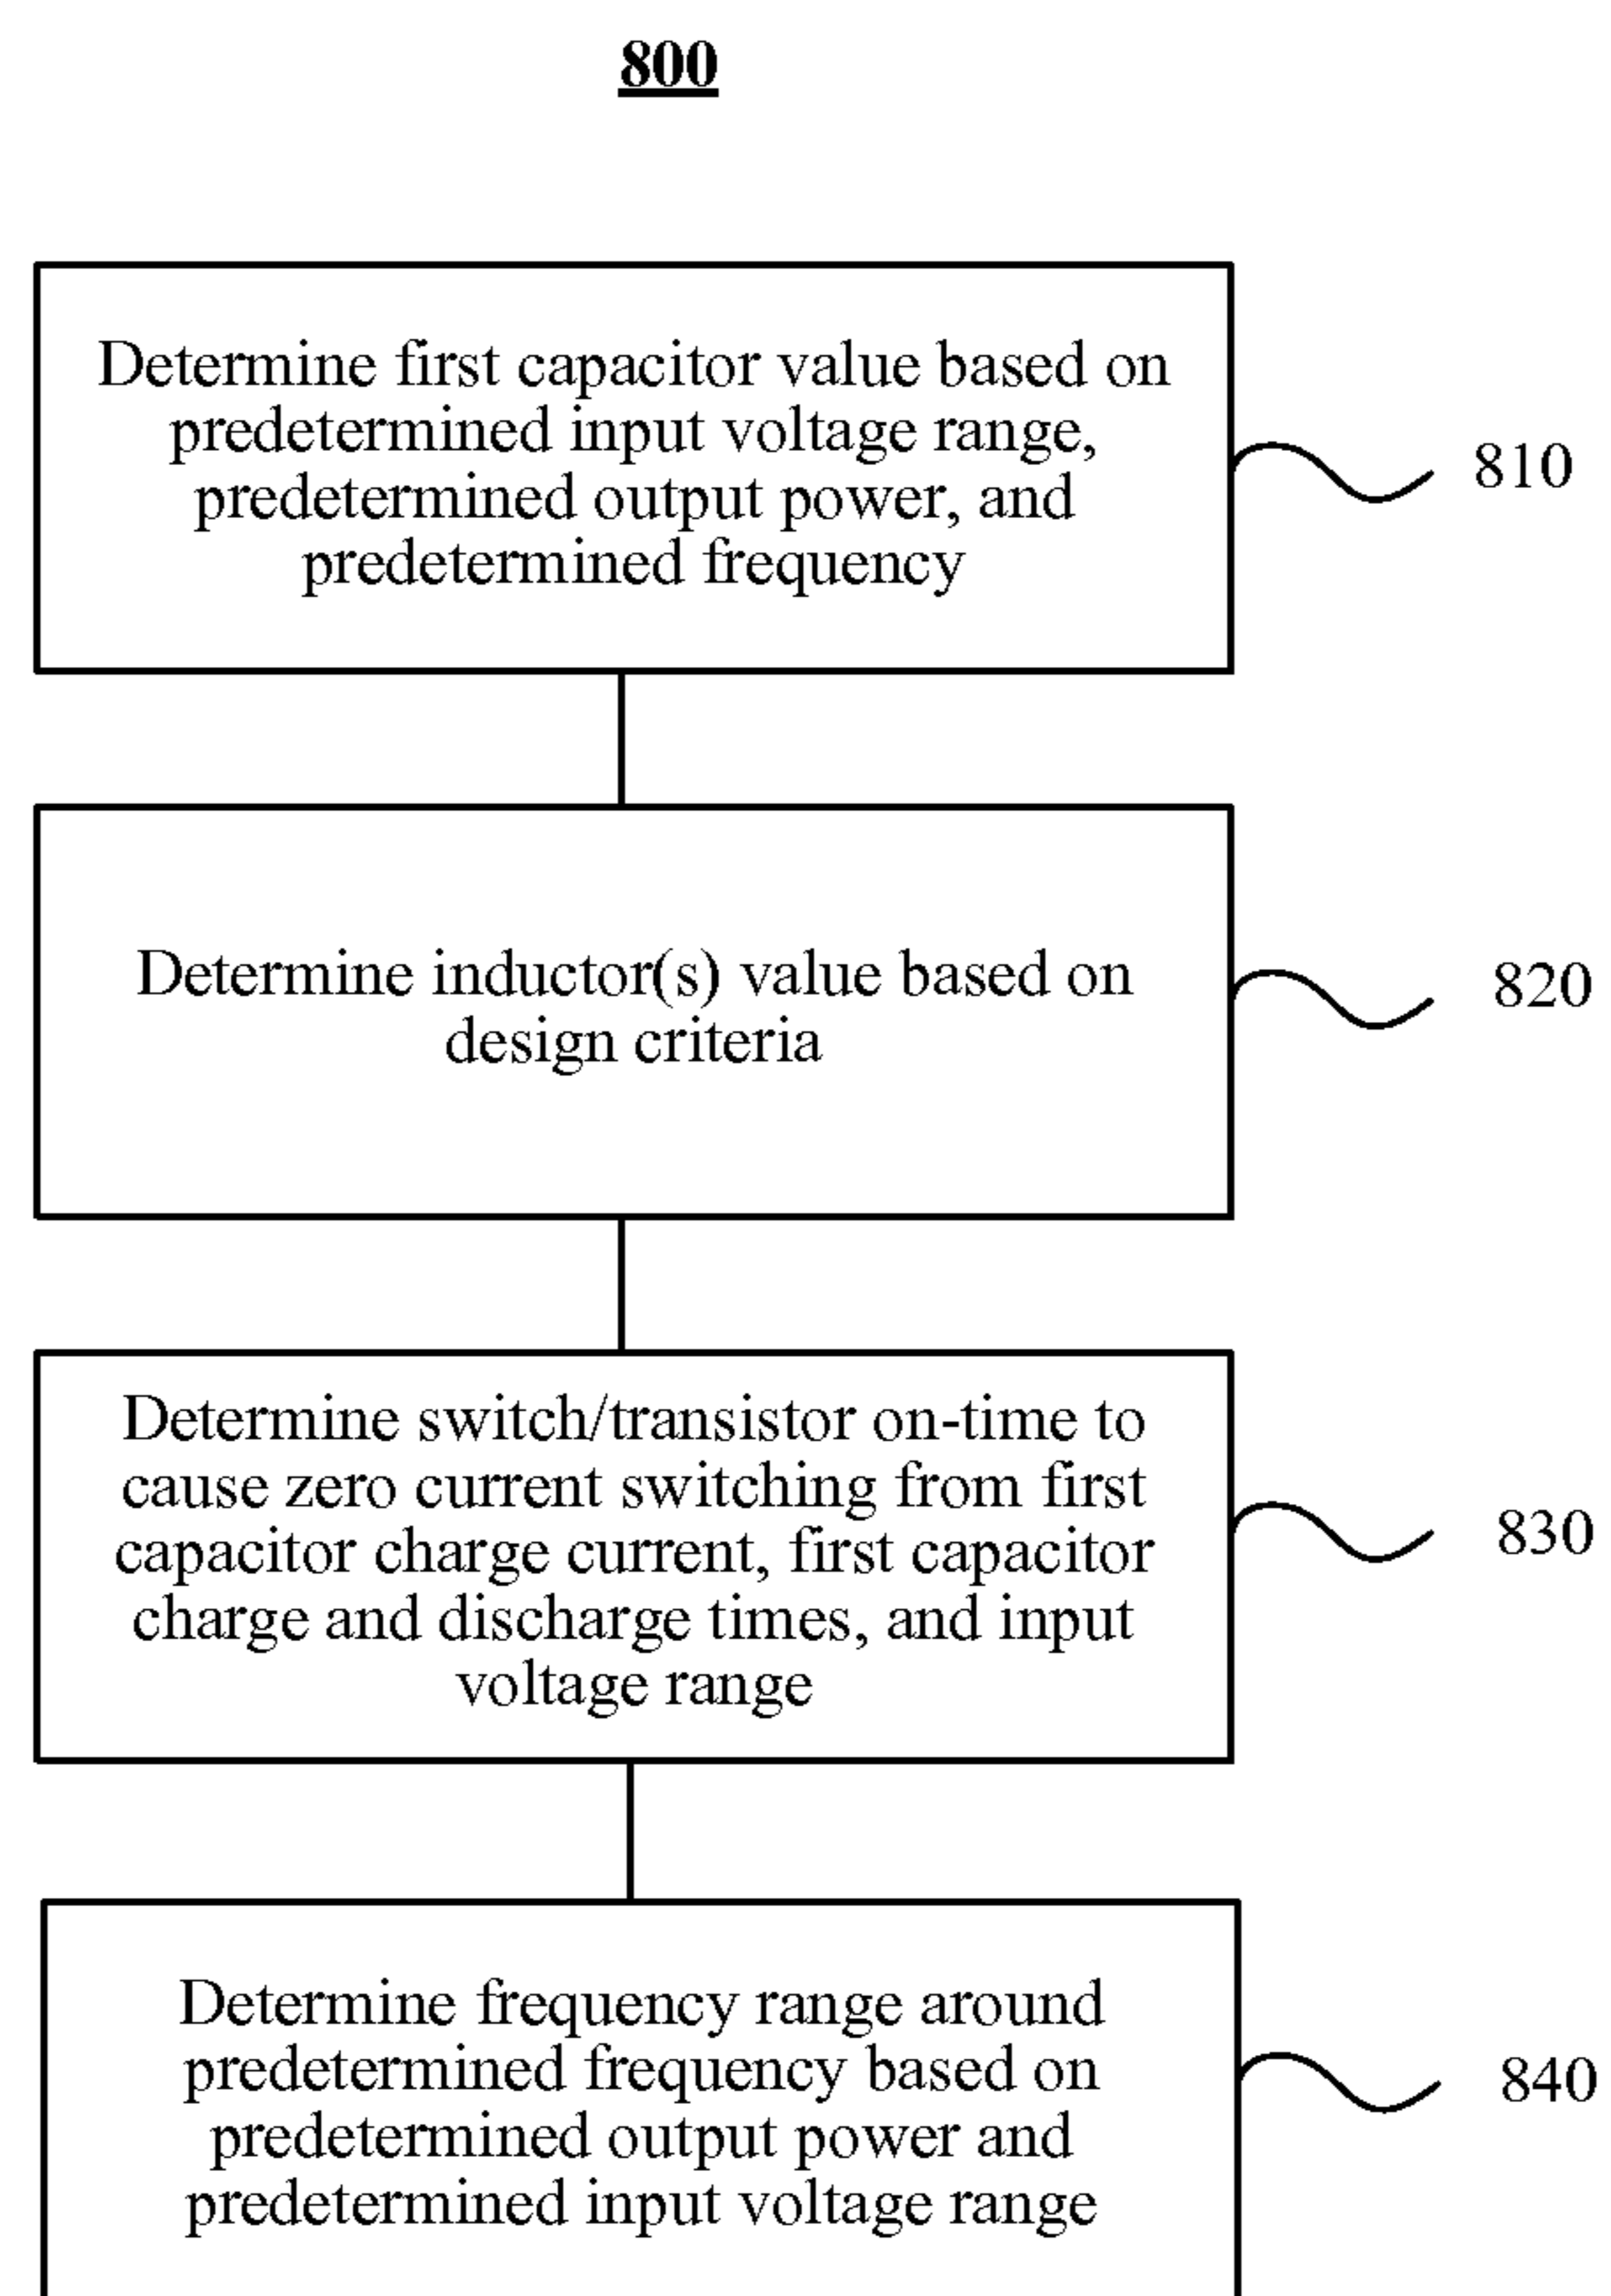 800
Determine first capacitor value based on
predetermined input voltage range,
predetermined output power, and
predetermined frequency
810
Determine inductor(s) value based on
design criteria
820
Determine switch/transistor on-time to
cause zero current switching from first
capacitor charge current, first capacitor
charge and discharge times, and input
voltage range
830
Determine frequency range around
predetermined frequency based on
predetermined output power and
predetermined input voltage range
840